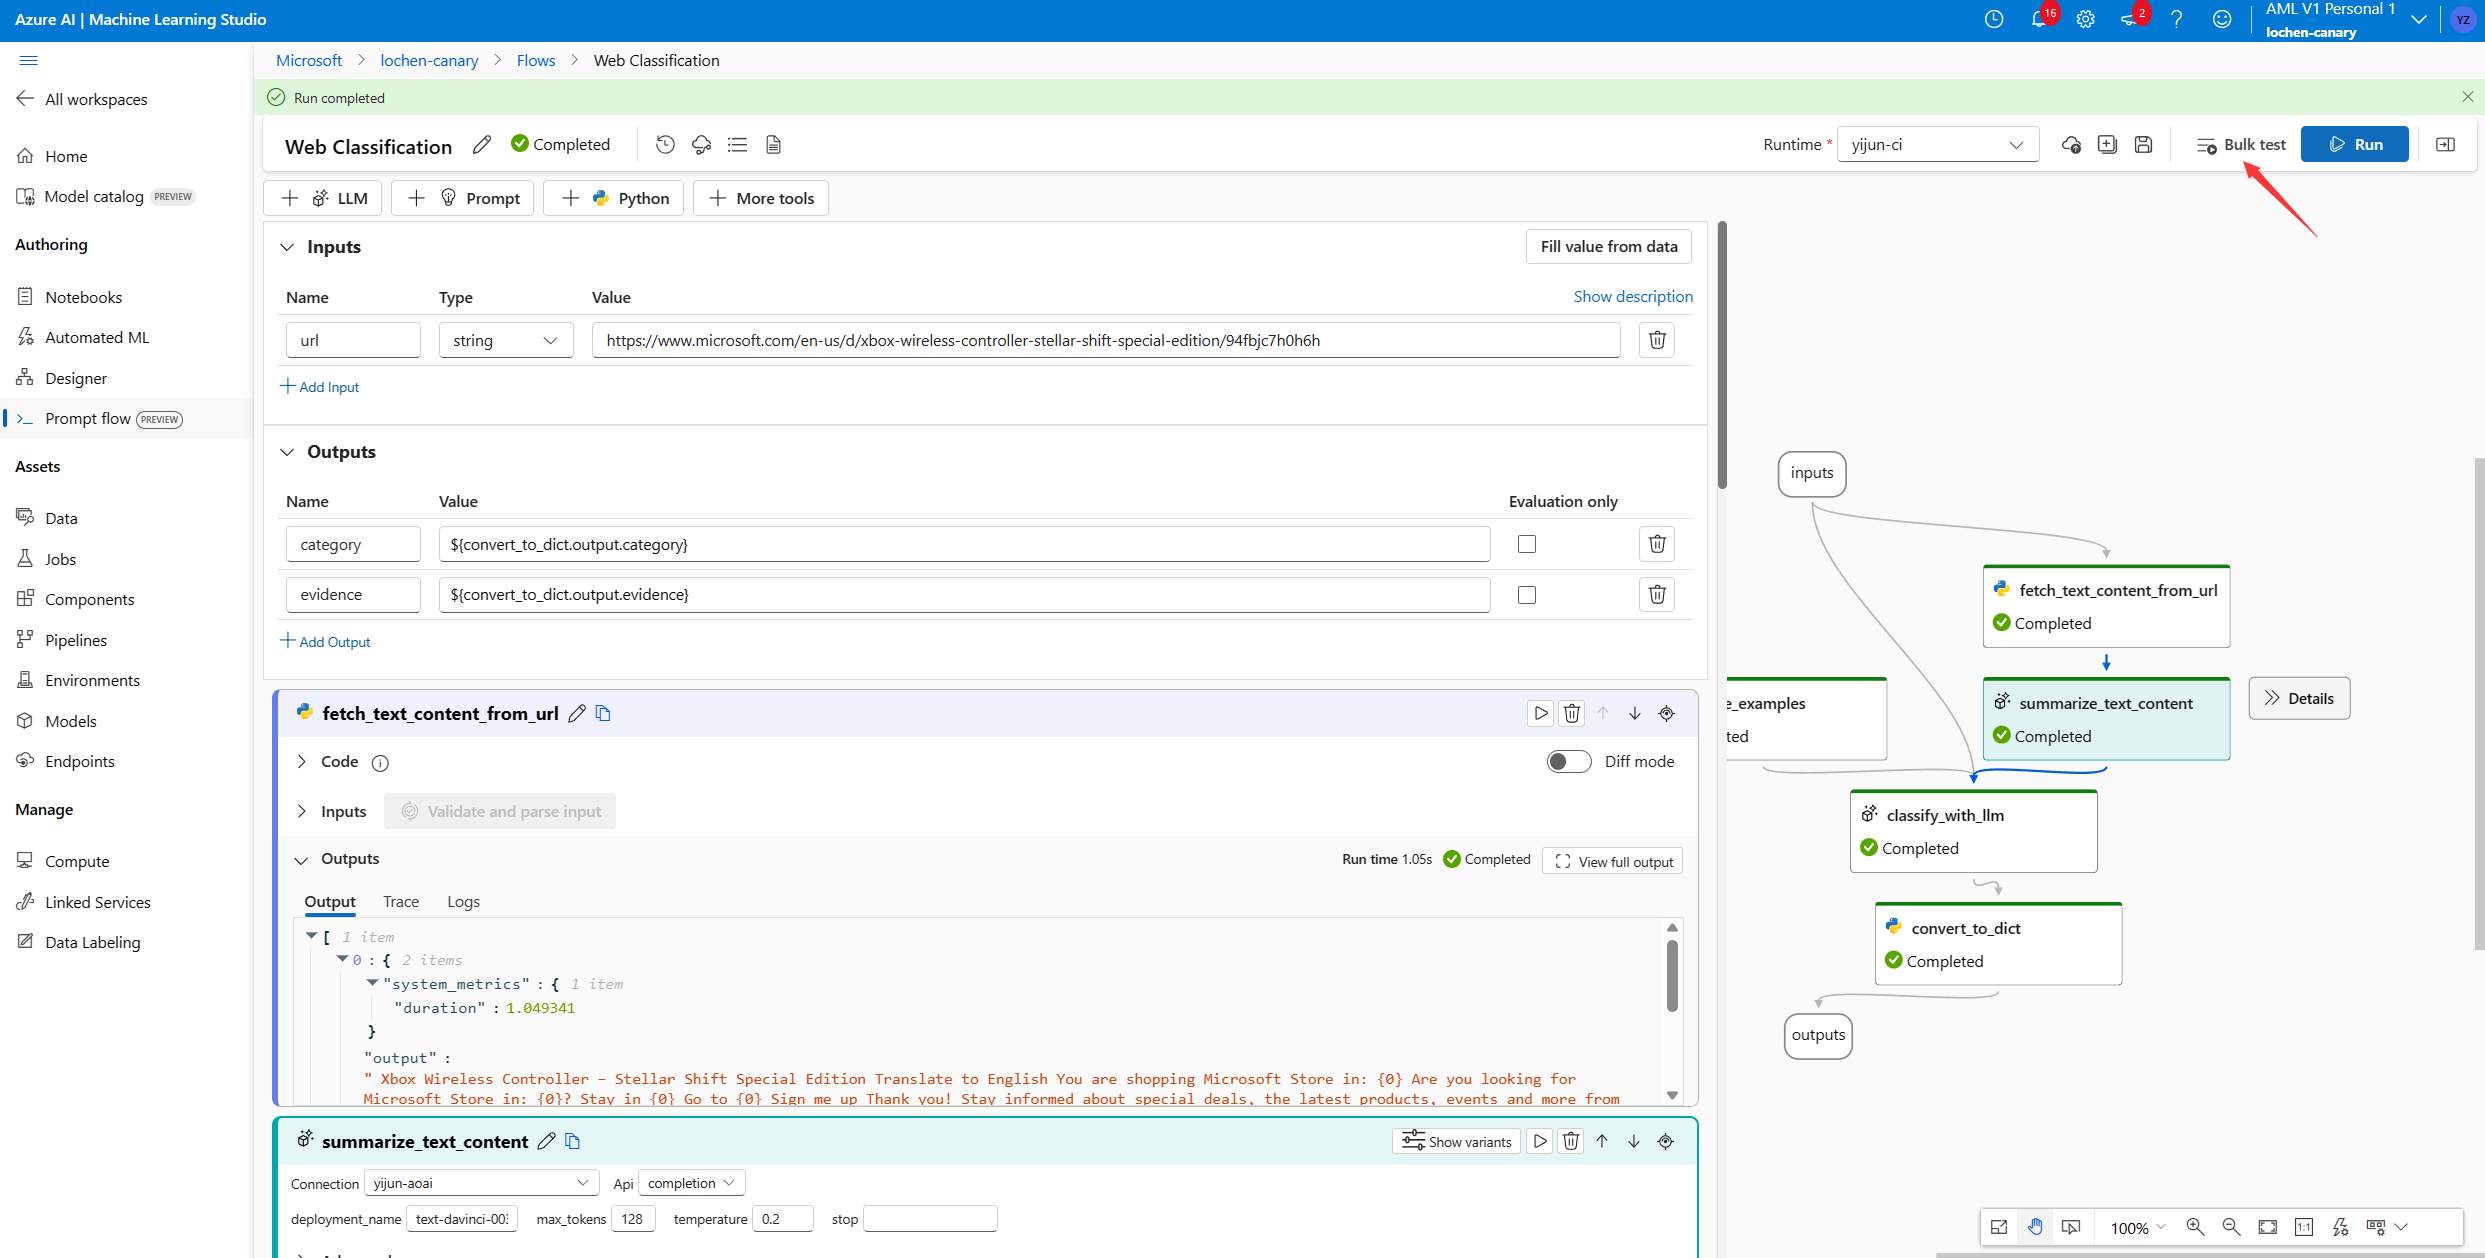 Azure AI | Machine Learning Studio
16
2
AML V1 Personal 1
lochen-canary
YZ
Microsoft > lochen-canary > Flows > Web Classification
All workspaces
Home
Model catalog PREVIEW
Authoring
Notebooks
Automated ML
Designer
Prompt flow PREVIEW
Assets
Data
Jobs
Components
Pipelines
Environments
Models
Endpoints
Manage
Compute
Linked Services
Data Labeling
Run completed
Web Classification Completed
Runtime * yijun-ci Bulk test Run
+ LLM + Prompt + Python + More tools
Inputs Fill value from data
Name Type Value Show description
url string https://www.microsoft.com/en-us/d/xbox-wireless-controller-stellar-shift-special-edition/94fbjc7h0h6h
+ Add Input
Outputs
Name Value Evaluation only
category ${convert_to_dict.output.category}
evidence ${convert_to_dict.output.evidence}
+ Add Output
fetch_text_content_from_url
Code Diff mode
Inputs Validate and parse input
Outputs Run time 1.05s Completed View full output
Output Trace Logs
[ 1 item
0 : { 2 items
"system_metrics" : { 1 item
"duration" : 1.049341
}
"output" :
" Xbox Wireless Controller – Stellar Shift Special Edition Translate to English You are shopping Microsoft Store in: {0} Are you looking for
Microsoft Store in: {0}? Stay in {0} Go to {0} Sign me up Thank you! Stay informed about special deals, the latest products, events and more from
summarize_text_content Show variants
Connection yijun-aoai Api completion
deployment_name text-davinci-003 max_tokens 128 temperature 0.2 stop
inputs
fetch_text_content_from_url
Completed
e_examples
ted
summarize_text_content
Completed
Details
classify_with_llm
Completed
convert_to_dict
Completed
outputs
100%
1:1